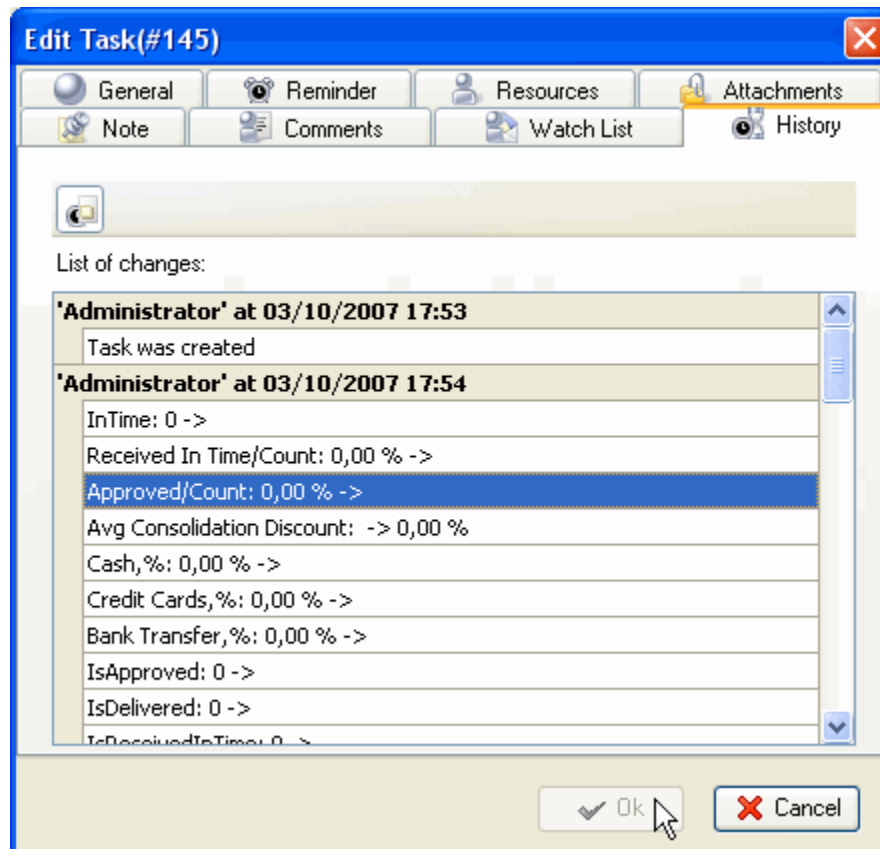 Edit Task(#145)
General Reminder Resources Attachments
Note Comments Watch List History
List of changes:
'Administrator' at 03/10/2007 17:53
Task was created
'Administrator' at 03/10/2007 17:54
InTime: 0 ->
Received In Time/Count: 0,00 % ->
Approved/Count: 0,00 % ->
Avg Consolidation Discount:  -> 0,00 %
Cash,%: 0,00 % ->
Credit Cards,%: 0,00 % ->
Bank Transfer,%: 0,00 % ->
IsApproved: 0 ->
IsDelivered: 0 ->
IsReceivedInTime: 0 ->
Ok Cancel